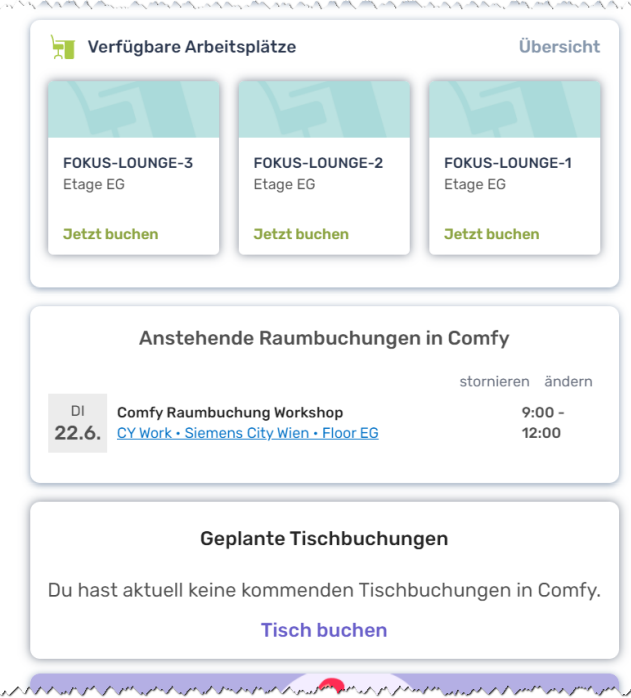 Verfügbare Arbeitsplätze
Übersicht
FOKUS-LOUNGE-3
Etage EG
Jetzt buchen
FOKUS-LOUNGE-2
Etage EG
Jetzt buchen
FOKUS-LOUNGE-1
Etage EG
Jetzt buchen
Anstehende Raumbuchungen in Comfy
stornieren ändern
DI
22.6.
Comfy Raumbuchung Workshop
CY Work • Siemens City Wien • Floor EG
9:00 -
12:00
Geplante Tischbuchungen
Du hast aktuell keine kommenden Tischbuchungen in Comfy.
Tisch buchen